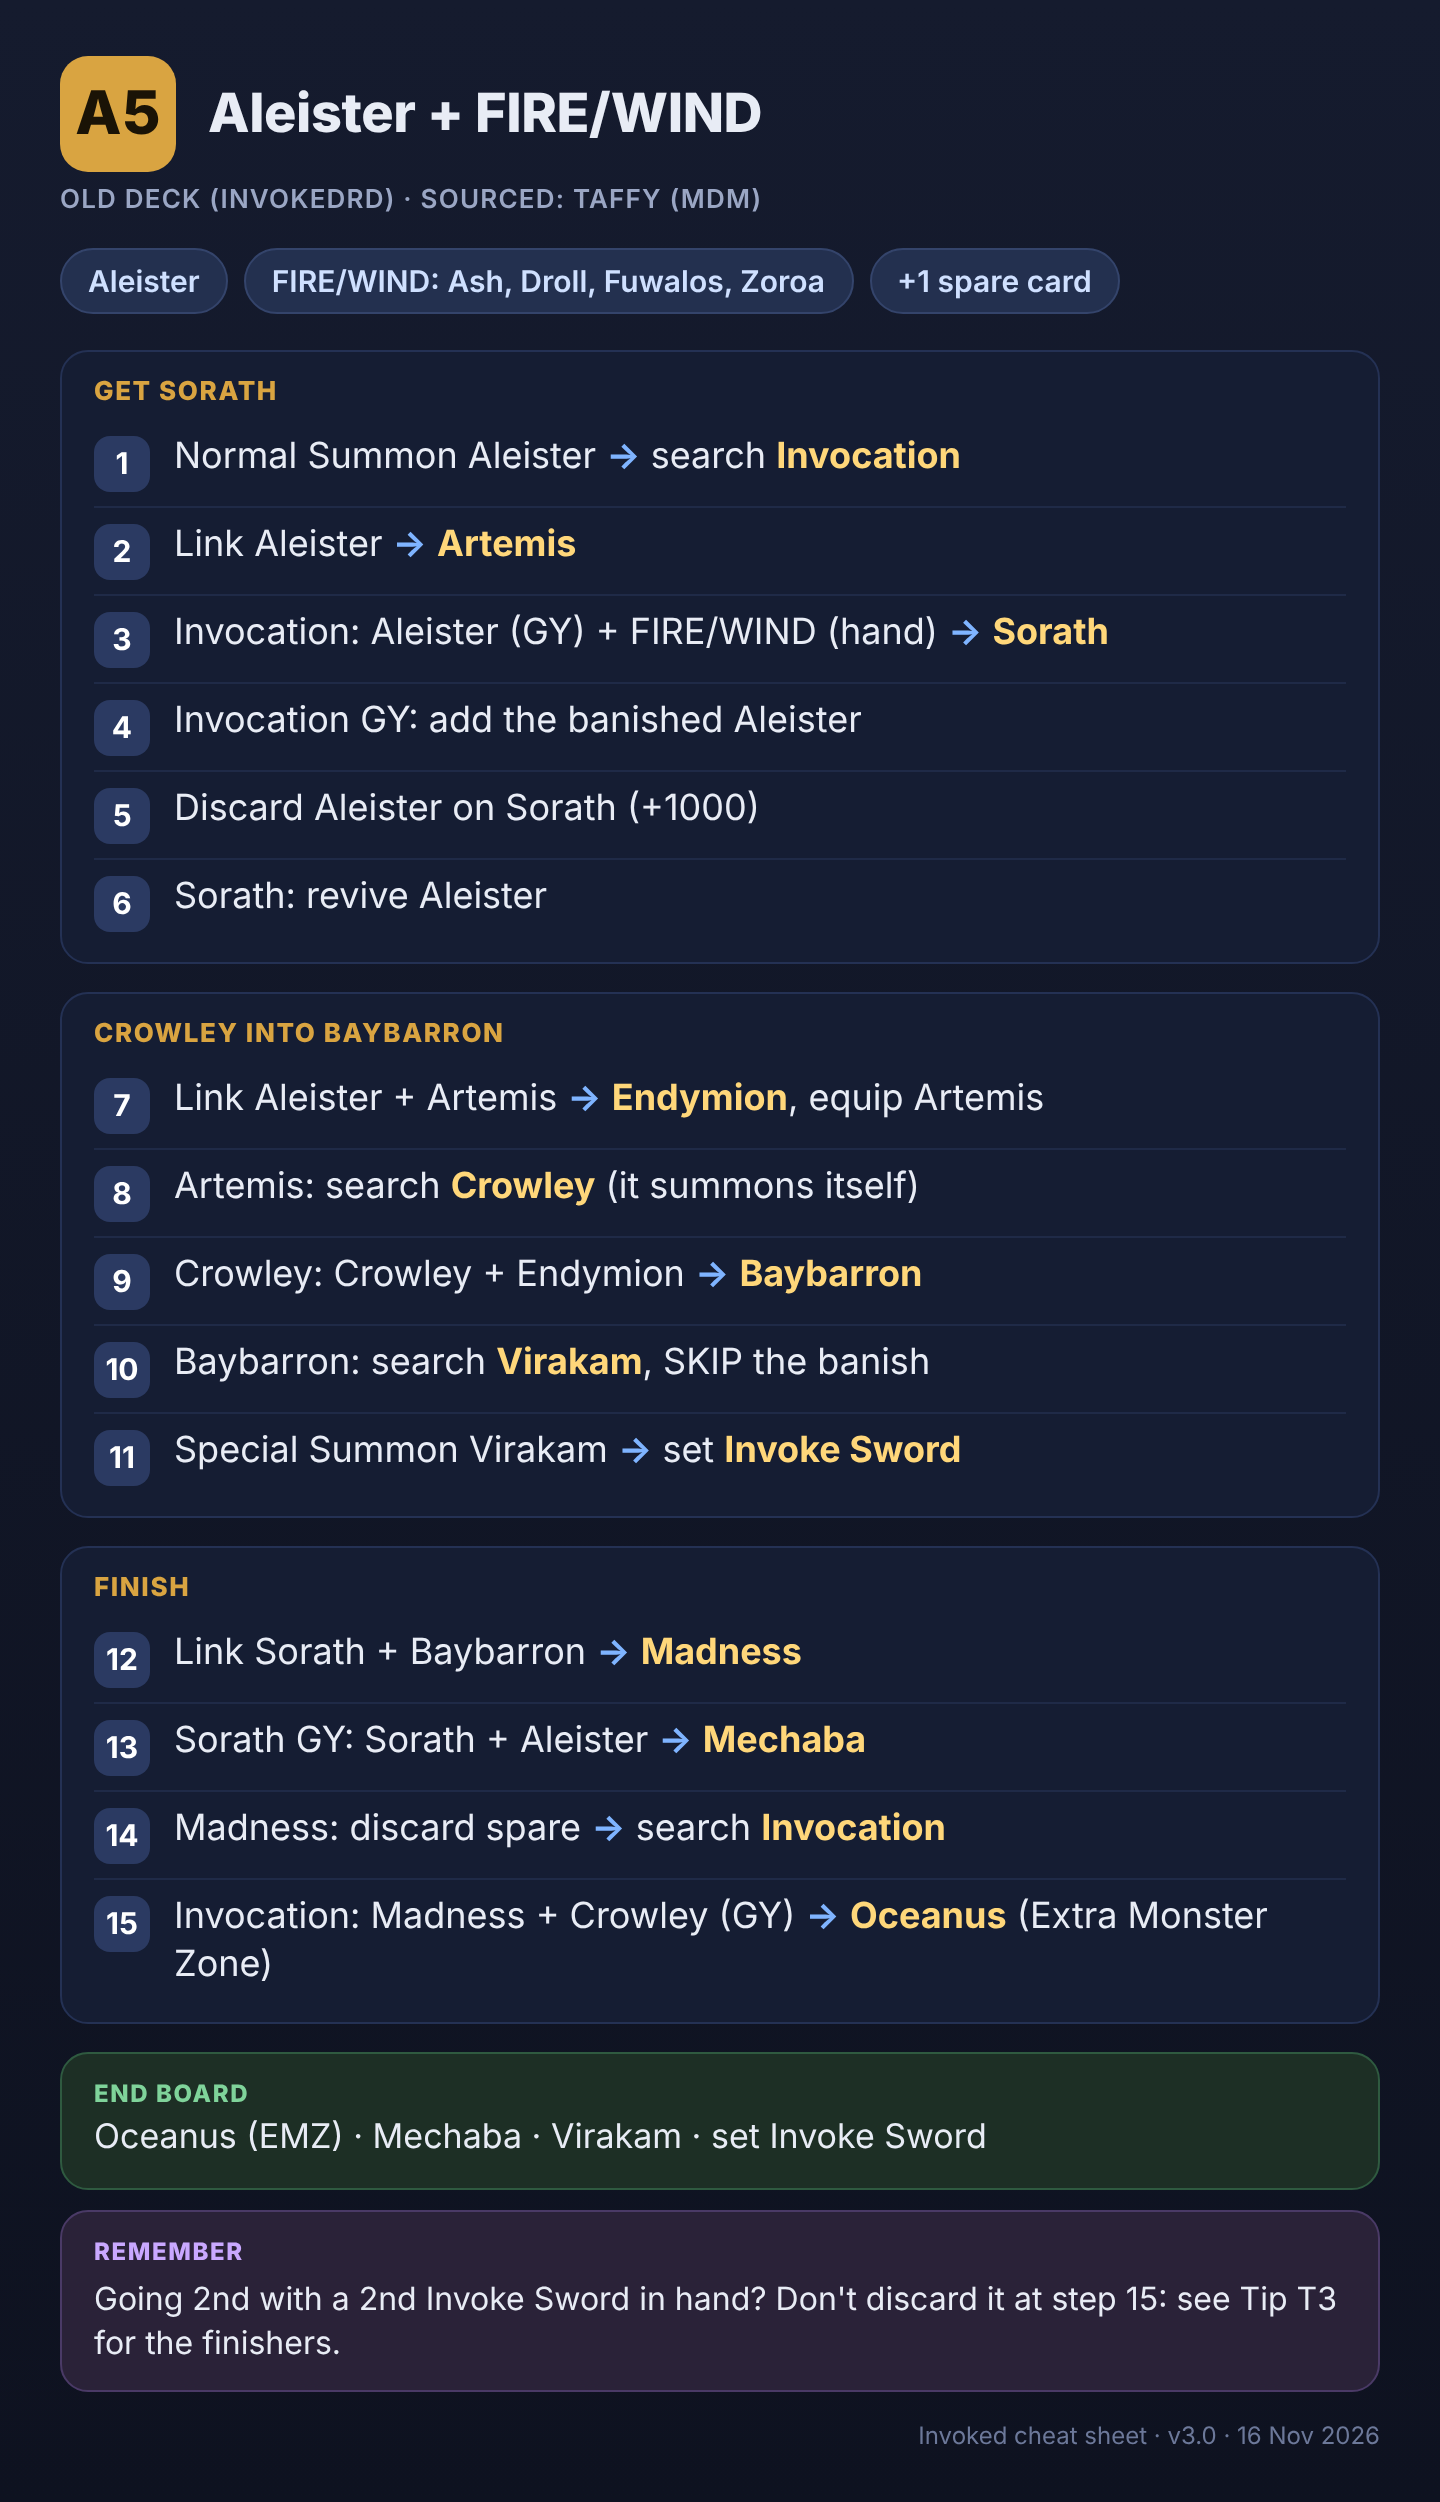 A5
Aleister + FIRE/WIND
OLD DECK (INVOKEDRD) · SOURCED: TAFFY (MDM)
Aleister
FIRE/WIND: Ash, Droll, Fuwalos, Zoroa
+1 spare card
GET SORATH
1 Normal Summon Aleister → search Invocation
2 Link Aleister → Artemis
3 Invocation: Aleister (GY) + FIRE/WIND (hand) → Sorath
4 Invocation GY: add the banished Aleister
5 Discard Aleister on Sorath (+1000)
6 Sorath: revive Aleister
CROWLEY INTO BAYBARRON
7 Link Aleister + Artemis → Endymion, equip Artemis
8 Artemis: search Crowley (it summons itself)
9 Crowley: Crowley + Endymion → Baybarron
10 Baybarron: search Virakam, SKIP the banish
11 Special Summon Virakam → set Invoke Sword
FINISH
12 Link Sorath + Baybarron → Madness
13 Sorath GY: Sorath + Aleister → Mechaba
14 Madness: discard spare → search Invocation
15 Invocation: Madness + Crowley (GY) → Oceanus (Extra Monster
Zone)
END BOARD
Oceanus (EMZ) · Mechaba · Virakam · set Invoke Sword
REMEMBER
Going 2nd with a 2nd Invoke Sword in hand? Don't discard it at step 15: see Tip T3
for the finishers.
Invoked cheat sheet · v3.0 · 16 Nov 2026